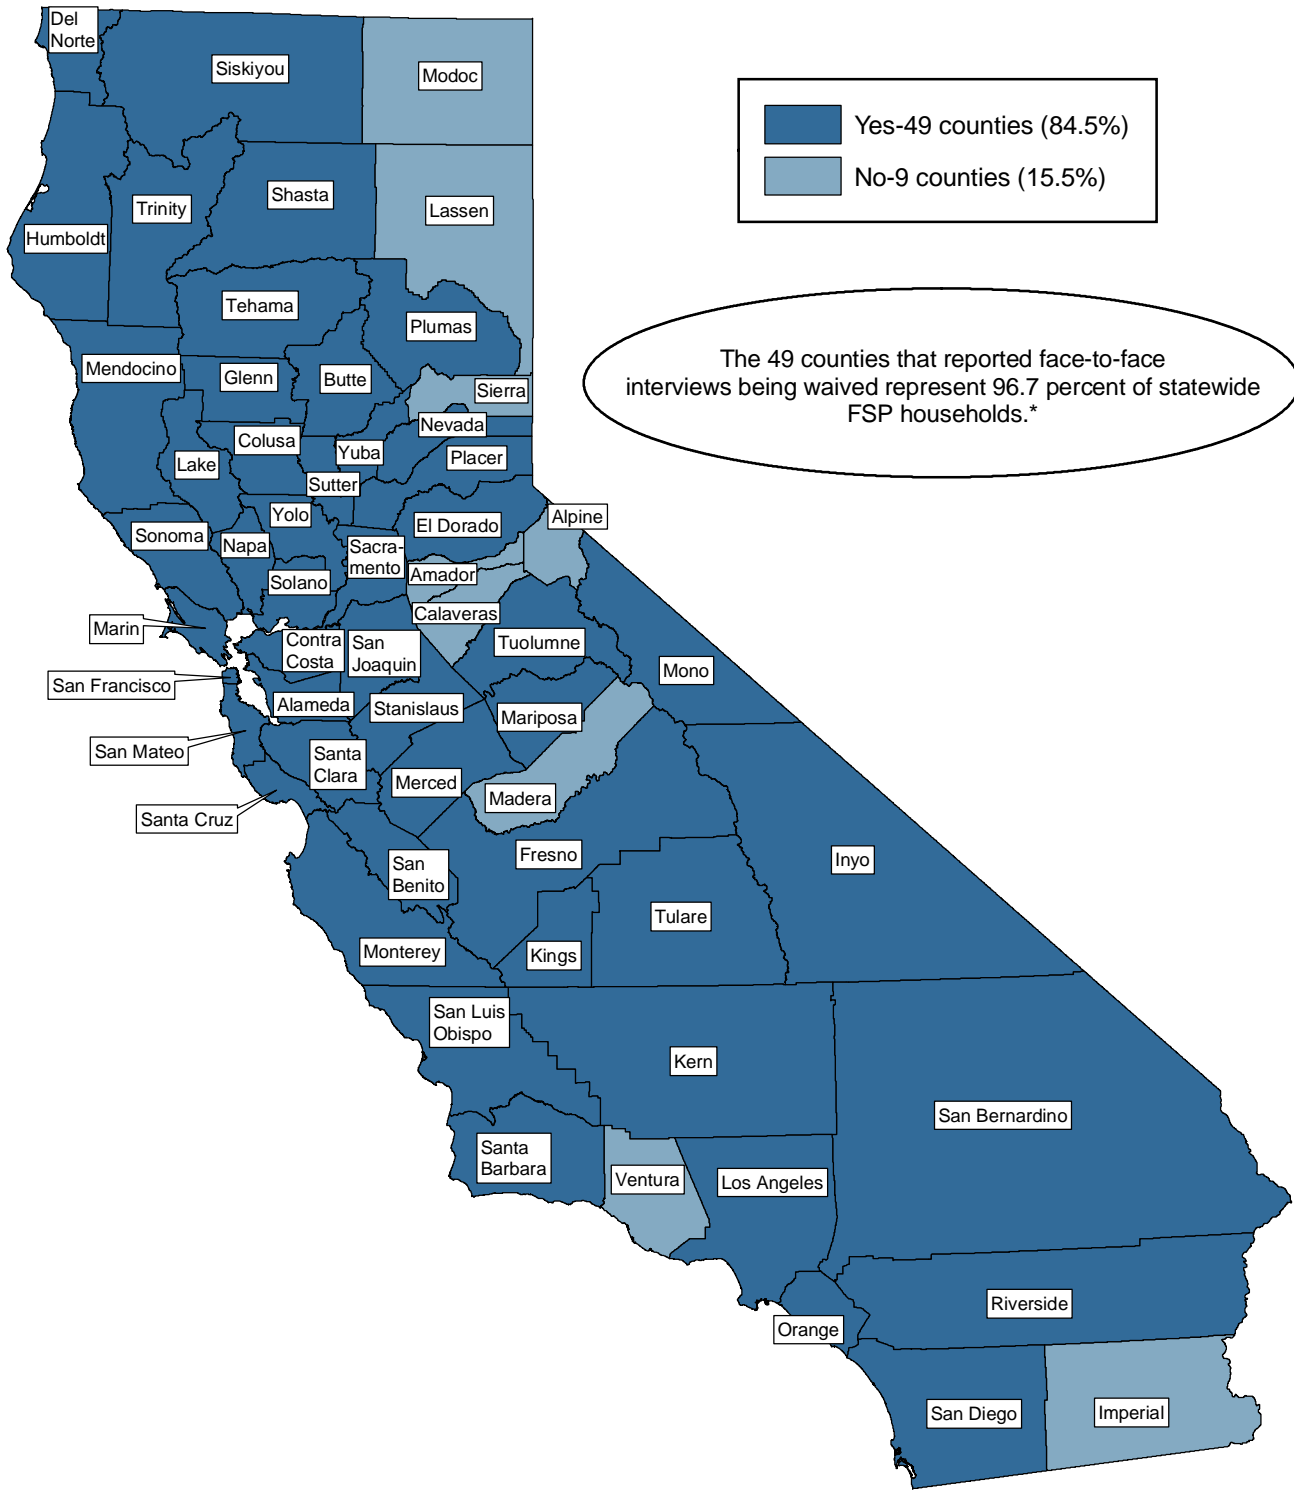 Del
Norte
Siskiyou
Modoc
Yes-49 counties (84.5%)
No-9 counties (15.5%)
Shasta
Trinity
Lassen
Humboldt
Tehama
Plumas
The 49 counties that reported face-to-face
interviews being waived represent 96.7 percent of statewide
FSP households.*
Mendocino
Glenn
Butte
Sierra
Nevada
Colusa
Yuba
Placer
Lake
Sutter
Yolo
Alpine
El Dorado
Sonoma
Napa
Sacra-
mento
Amador
Solano
Calaveras
Marin
Contra
Costa
San
Joaquin
Tuolumne
Mono
San Francisco
Alameda
Stanislaus
Mariposa
San Mateo
Santa
Clara
Merced
Madera
Santa Cruz
Fresno
Inyo
San
Benito
Tulare
Monterey
Kings
San Luis
Obispo
Kern
San Bernardino
Santa
Barbara
Ventura
Los Angeles
Riverside
Orange
San Diego
Imperial